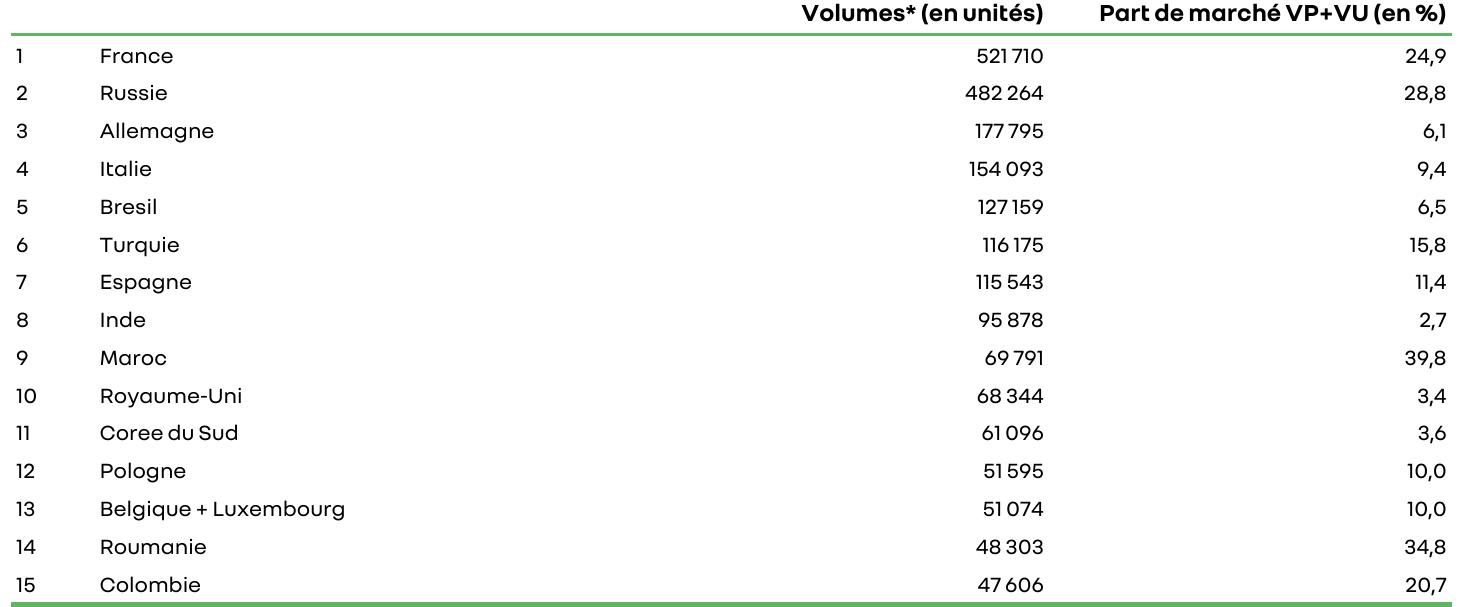 Volumes* (en unités) Part de marché VP+VU (en %)
1 France 521 710 24,9
2 Russie 482 264 28,8
3 Allemagne 177 795 6,1
4 Italie 154 093 9,4
5 Bresil 127 159 6,5
6 Turquie 116 175 15,8
7 Espagne 115 543 11,4
8 Inde 95 878 2,7
9 Maroc 69 791 39,8
10 Royaume-Uni 68 344 3,4
11 Coree du Sud 61 096 3,6
12 Pologne 51 595 10,0
13 Belgique + Luxembourg 51 074 10,0
14 Roumanie 48 303 34,8
15 Colombie 47 606 20,7